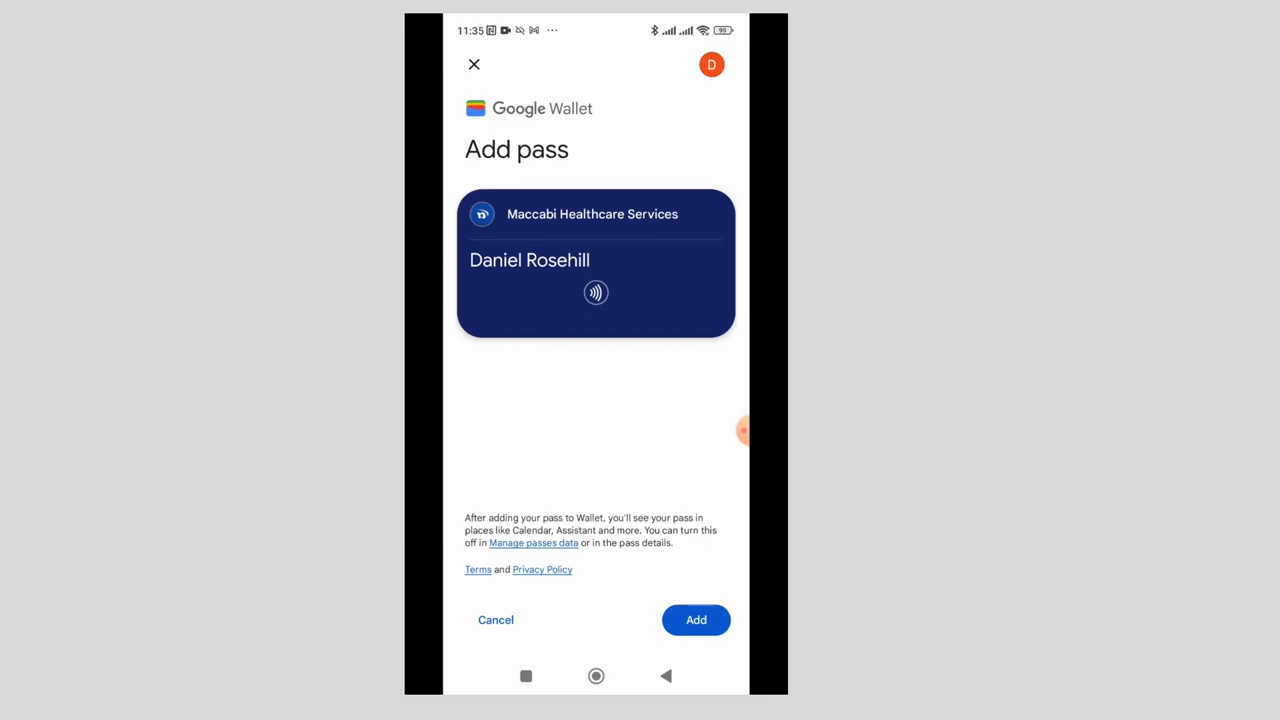 11:35
99
D
Google Wallet
Add pass
Maccabi Healthcare Services
Daniel Rosehill
After adding your pass to Wallet, you'll see your pass in
places like Calendar, Assistant and more. You can turn this
off in Manage passes data or in the pass details.
Terms and Privacy Policy
Cancel
Add